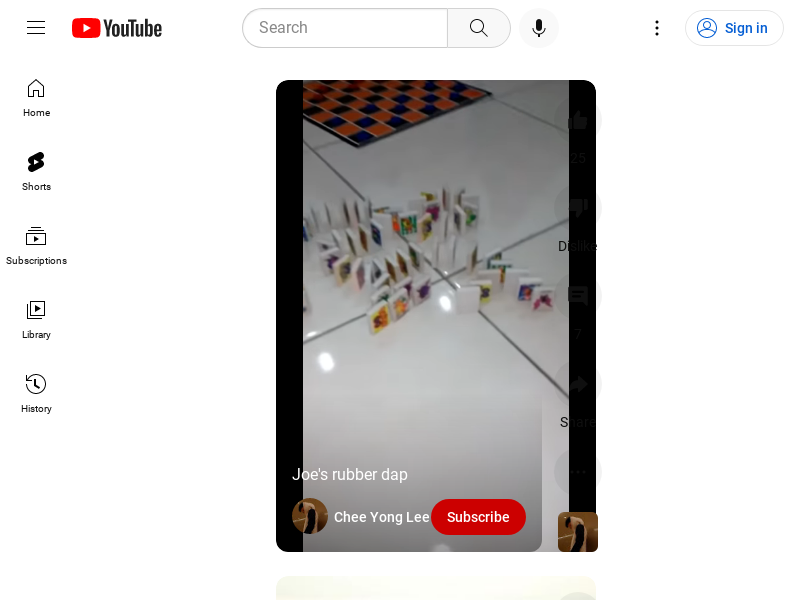 YouTube
Search
Sign in
Home
Shorts
Subscriptions
Library
History
25
Dislike
7
Share
Joe's rubber dap
Chee Yong Lee
Subscribe